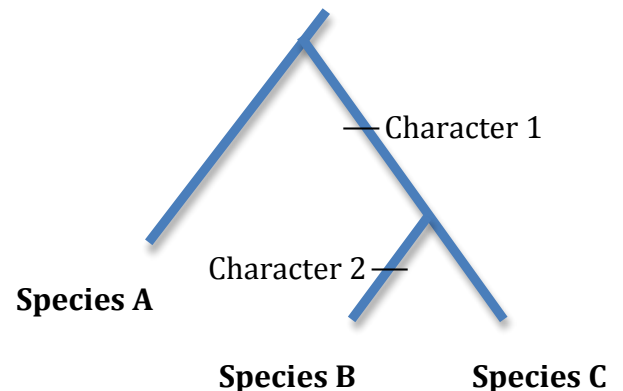 Character 1
Character 2
Species A
Species B
Species C